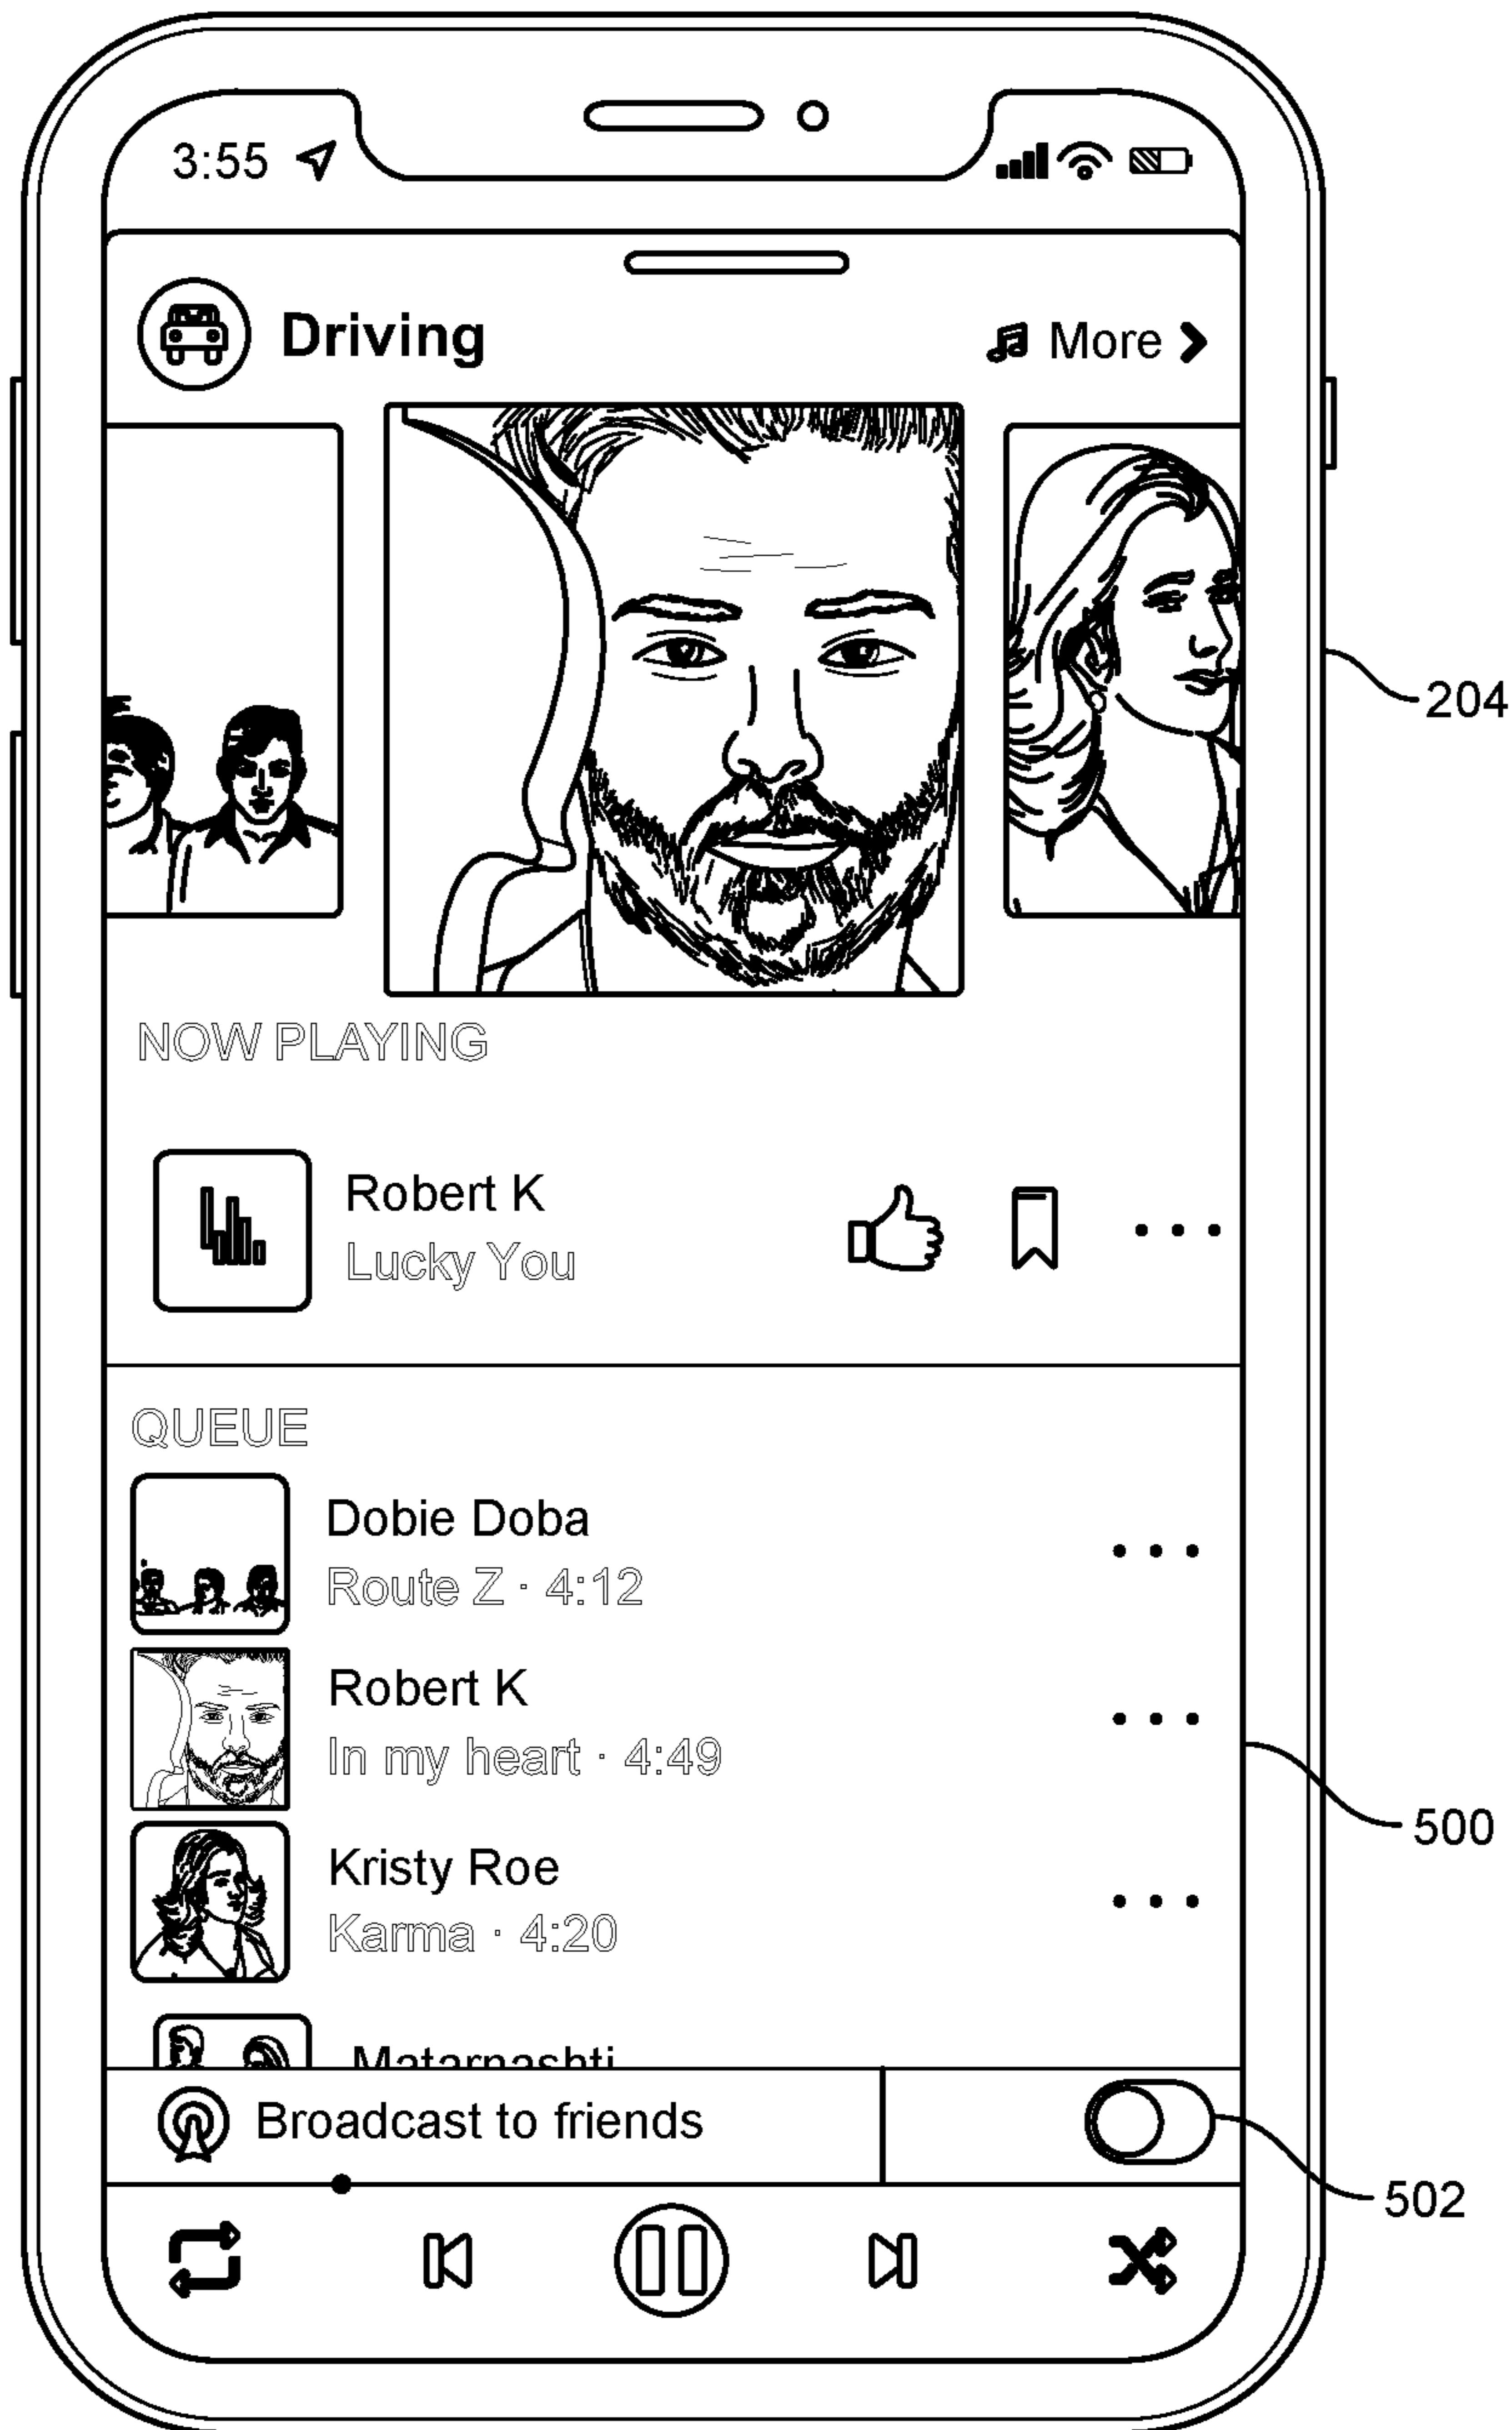 3:55
Driving
More
204
NOW PLAYING
Robert K
Lucky You
QUEUE
Dobie Doba
Route Z · 4:12
Robert K
In my heart · 4:49
500
Kristy Roe
Karma · 4:20
Matarnashti
Broadcast to friends
502